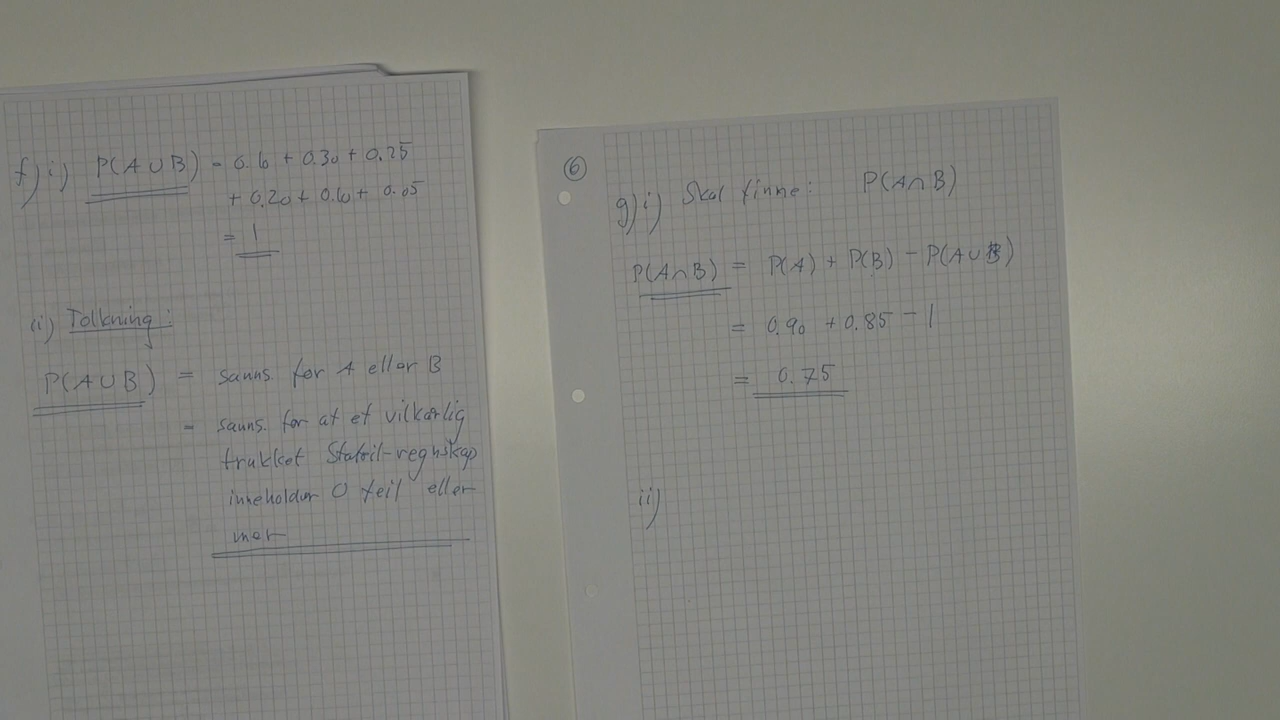 f) i) P(A∪B) = 0.10 + 0.30 + 0.25
+ 0.20 + 0.10 + 0.05
= 1
ii) Tolkning:
P(A∪B) = sanns. for A eller B
= sanns. for at et vilkårlig
trukket Statoil-regnskap
inneholder 0 feil eller
mer
6
g) i) Skal finne: P(A∩B)
P(A∩B) = P(A) + P(B) - P(A∪B)
= 0.90 + 0.85 - 1
= 0.75
ii)